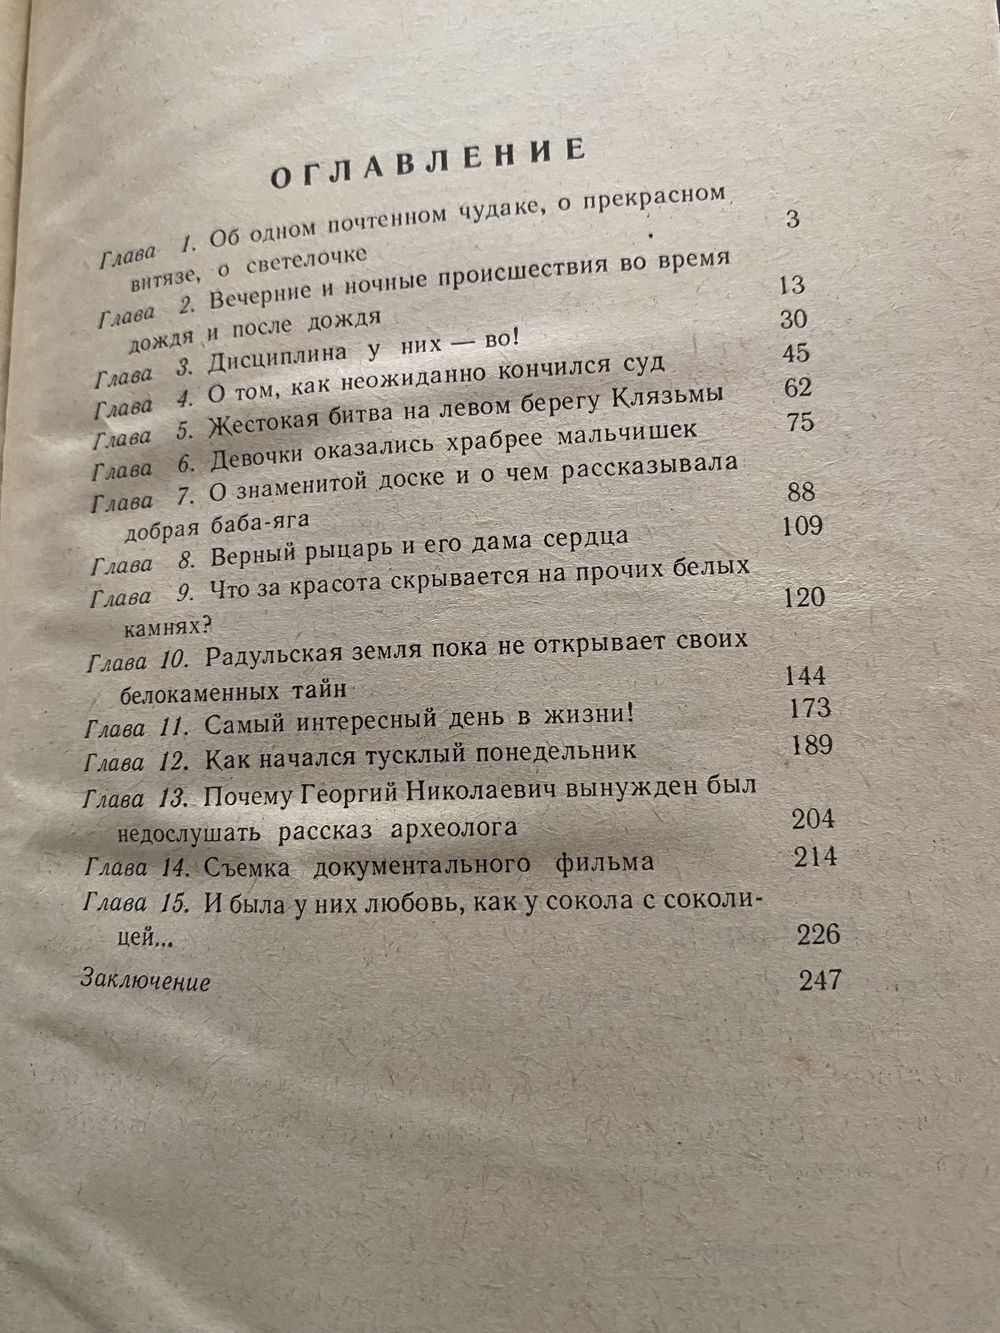 ОГЛАВЛЕНИЕ
Глава 1. Об одном почтенном чудаке, о прекрасном
витязе, о светелочке 3
Глава 2. Вечерние и ночные происшествия во время
дождя и после дождя 13
Глава 3. Дисциплина у них — во! 30
Глава 4. О том, как неожиданно кончился суд 45
Глава 5. Жестокая битва на левом берегу Клязьмы 62
Глава 6. Девочки оказались храбрее мальчишек 75
Глава 7. О знаменитой доске и о чем рассказывала
добрая баба-яга 88
Глава 8. Верный рыцарь и его дама сердца 109
Глава 9. Что за красота скрывается на прочих белых
камнях? 120
Глава 10. Радульская земля пока не открывает своих
белокаменных тайн 144
Глава 11. Самый интересный день в жизни! 173
Глава 12. Как начался тусклый понедельник 189
Глава 13. Почему Георгий Николаевич вынужден был
недослушать рассказ археолога 204
Глава 14. Съемка документального фильма 214
Глава 15. И была у них любовь, как у сокола с соколи-
цей... 226
Заключение 247